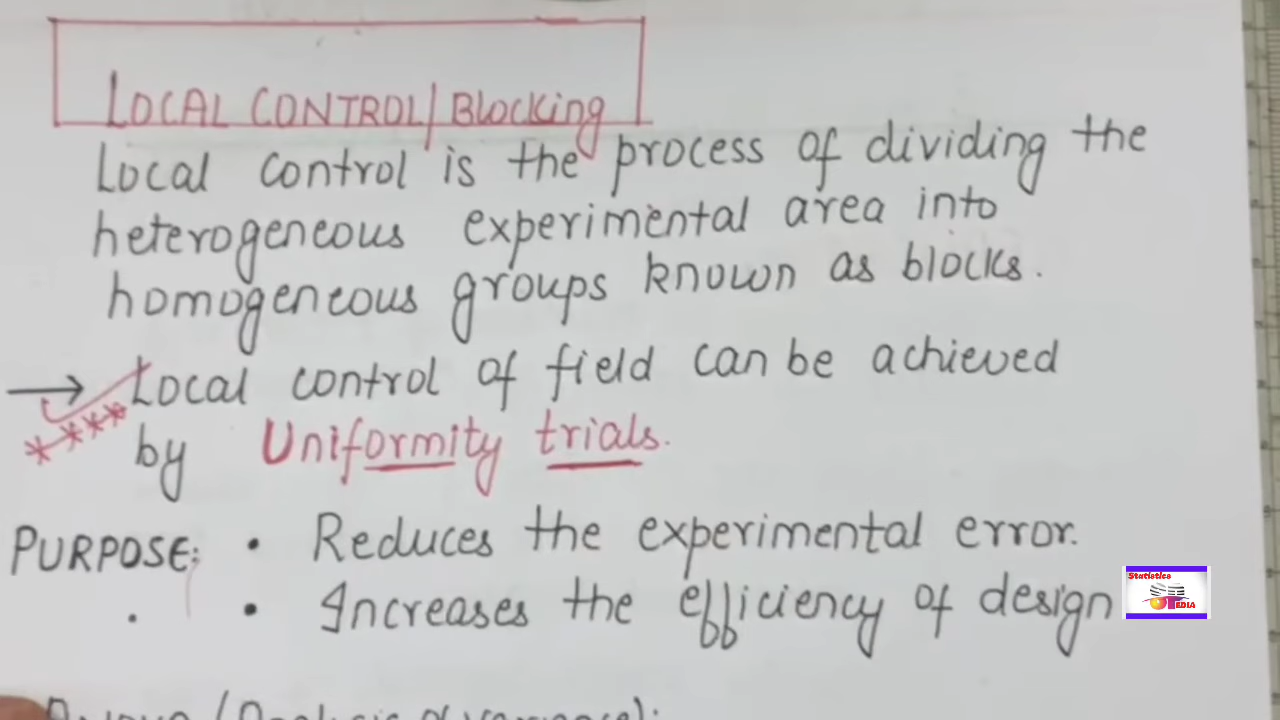 LOCAL CONTROL/Blocking
Local control is the process of dividing the
heterogeneous experimental area into
homogeneous groups known as blocks.
→ Local control of field can be achieved
**** by Uniformity trials.
PURPOSE: • Reduces the experimental error.
• Increases the efficiency of design
Statistics
PEDIA